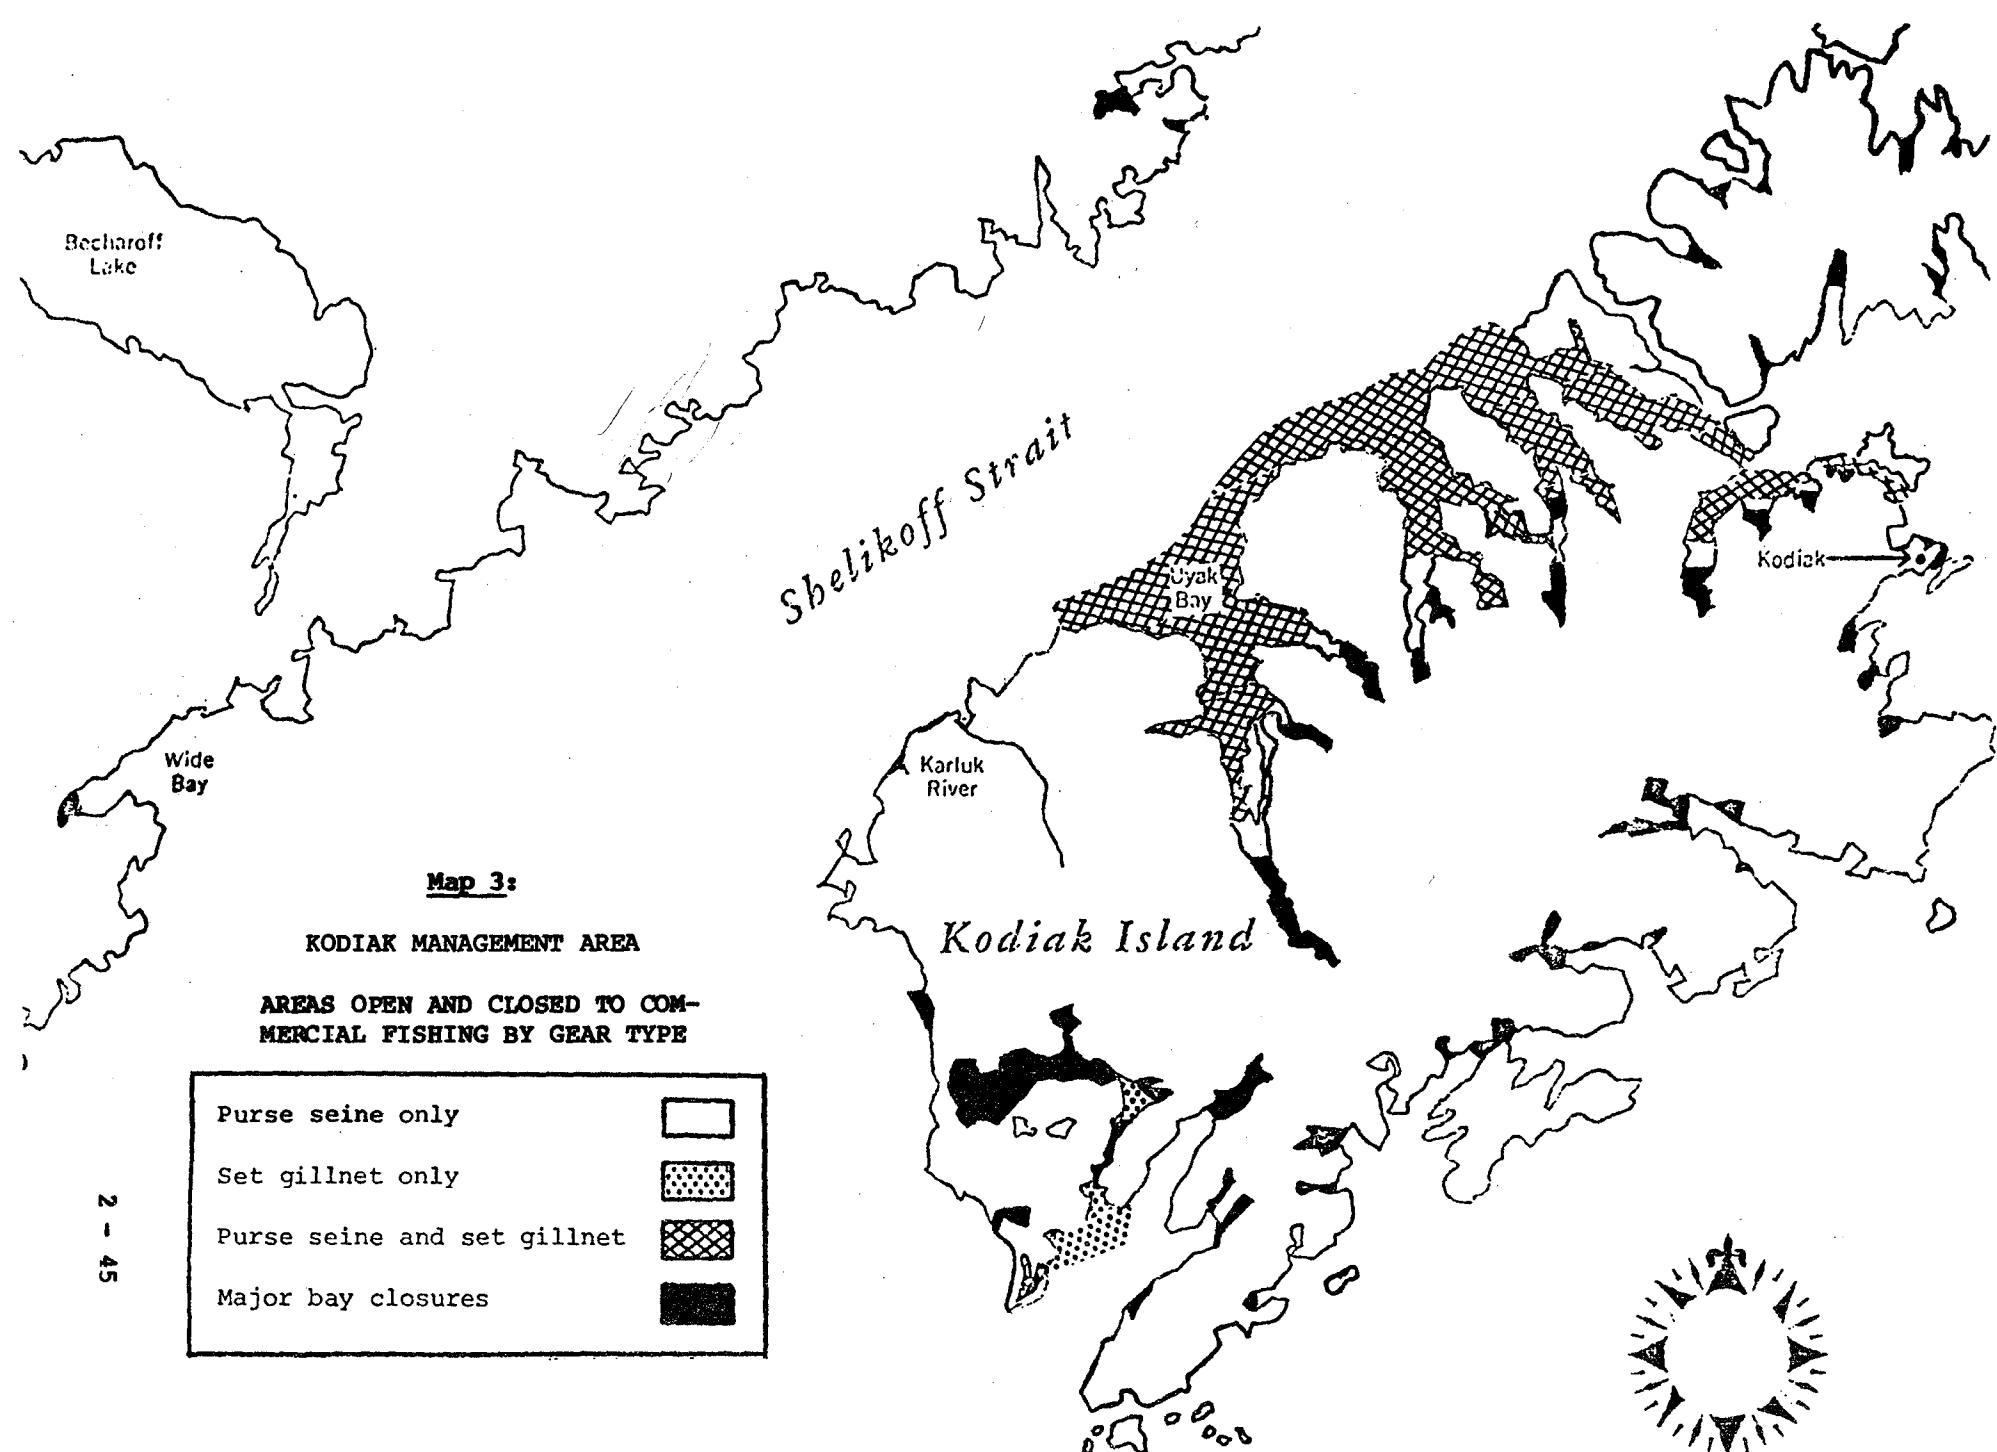 Becharoff
Lake
Shelikoff Strait
Uyak
Bay
Kodiak
Wide
Bay
Karluk
River
Kodiak Island
Map 3:
KODIAK MANAGEMENT AREA
AREAS OPEN AND CLOSED TO COM-
MERCIAL FISHING BY GEAR TYPE
Purse seine only
Set gillnet only
Purse seine and set gillnet
Major bay closures
2 - 45